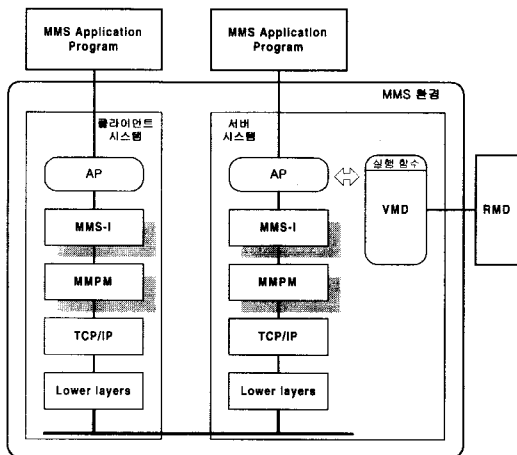 MMS Application
Program
MMS Application
Program
MMS 환경
클라이언트
시스템
서버
시스템
AP
MMS-I
MMPM
TCP/IP
Lower layers
AP
MMS-I
MMPM
TCP/IP
Lower layers
실행 함수
VMD
RMD